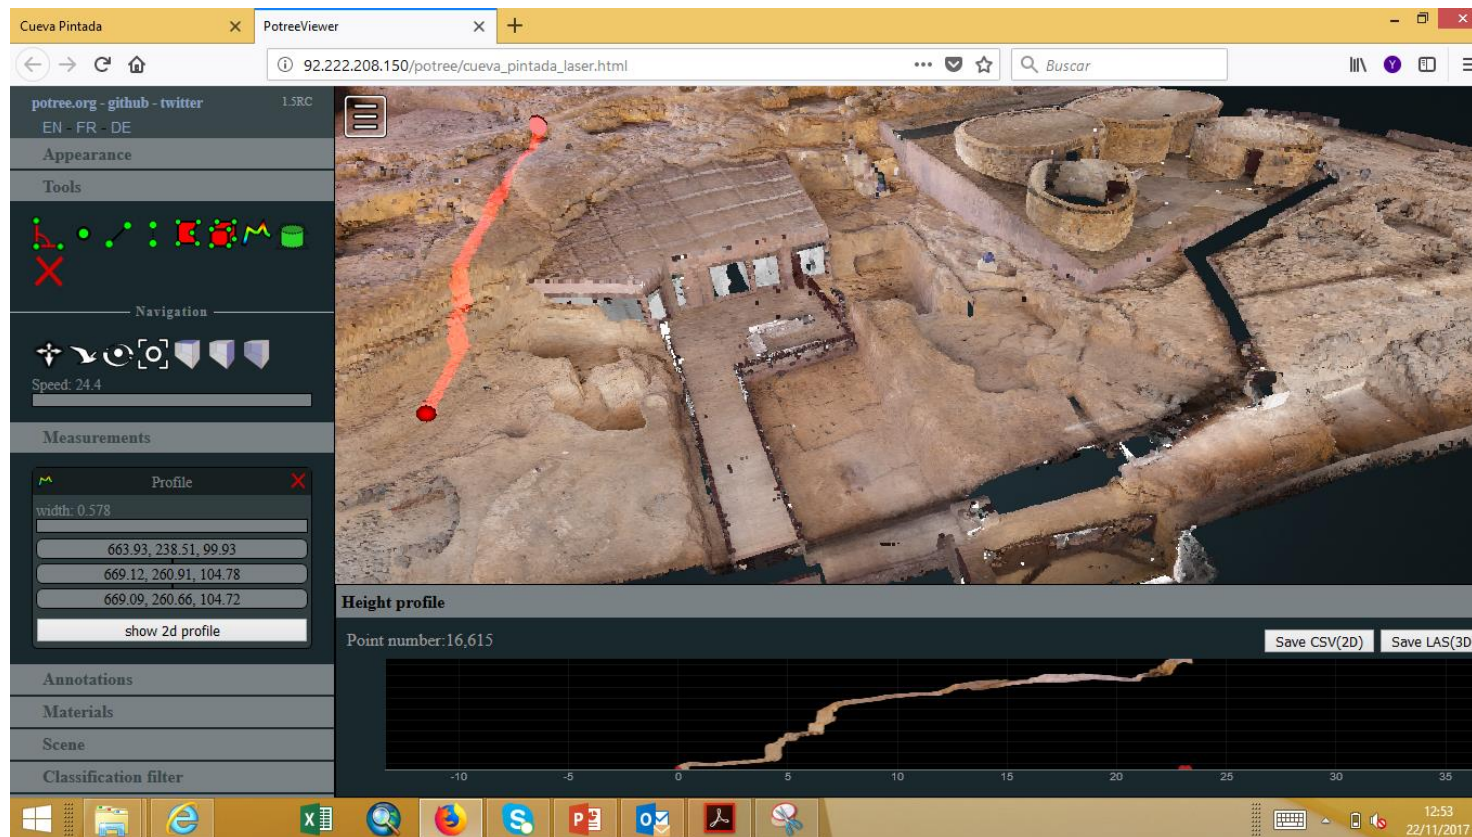 Cueva Pintada
PotreeViewer
92.222.208.150/potree/cueva_pintada_laser.html
Buscar
Y
potree.org - github - twitter
1.5RC
EN - FR - DE
Appearance
Tools
Navigation
Speed: 24.4
Measurements
Profile
width: 0.578
663.93, 238.51, 99.93
669.12, 260.91, 104.78
669.09, 260.66, 104.72
show 2d profile
Annotations
Materials
Scene
Classification filter
Height profile
Point number:16,615
Save CSV(2D)
Save LAS(3D
-10 -5 0 5 10 15 20 25 30 35
12:53
22/11/2017